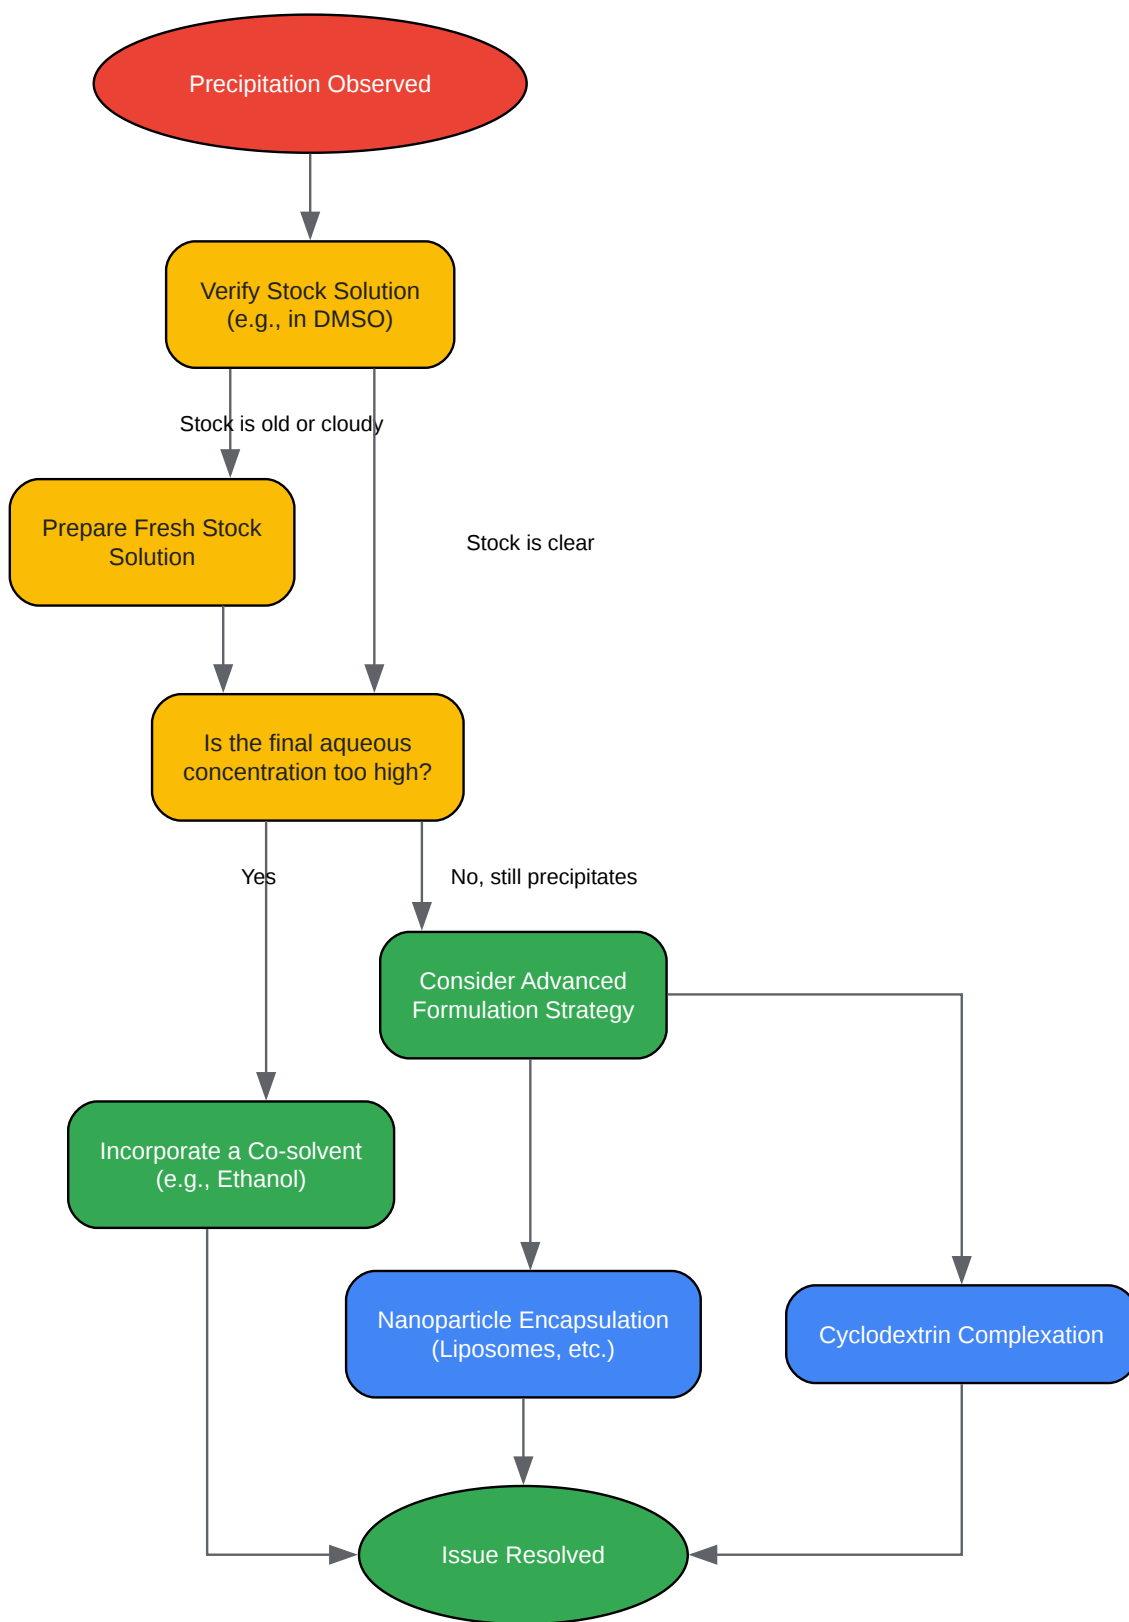 Precipitation Observed
Verify Stock Solution
(e.g., in DMSO)
Stock is old or cloudy
Prepare Fresh Stock
Solution
Stock is clear
Is the final aqueous
concentration too high?
Yes
No, still precipitates
Consider Advanced
Formulation Strategy
Incorporate a Co-solvent
(e.g., Ethanol)
Nanoparticle Encapsulation
(Liposomes, etc.)
Cyclodextrin Complexation
Issue Resolved